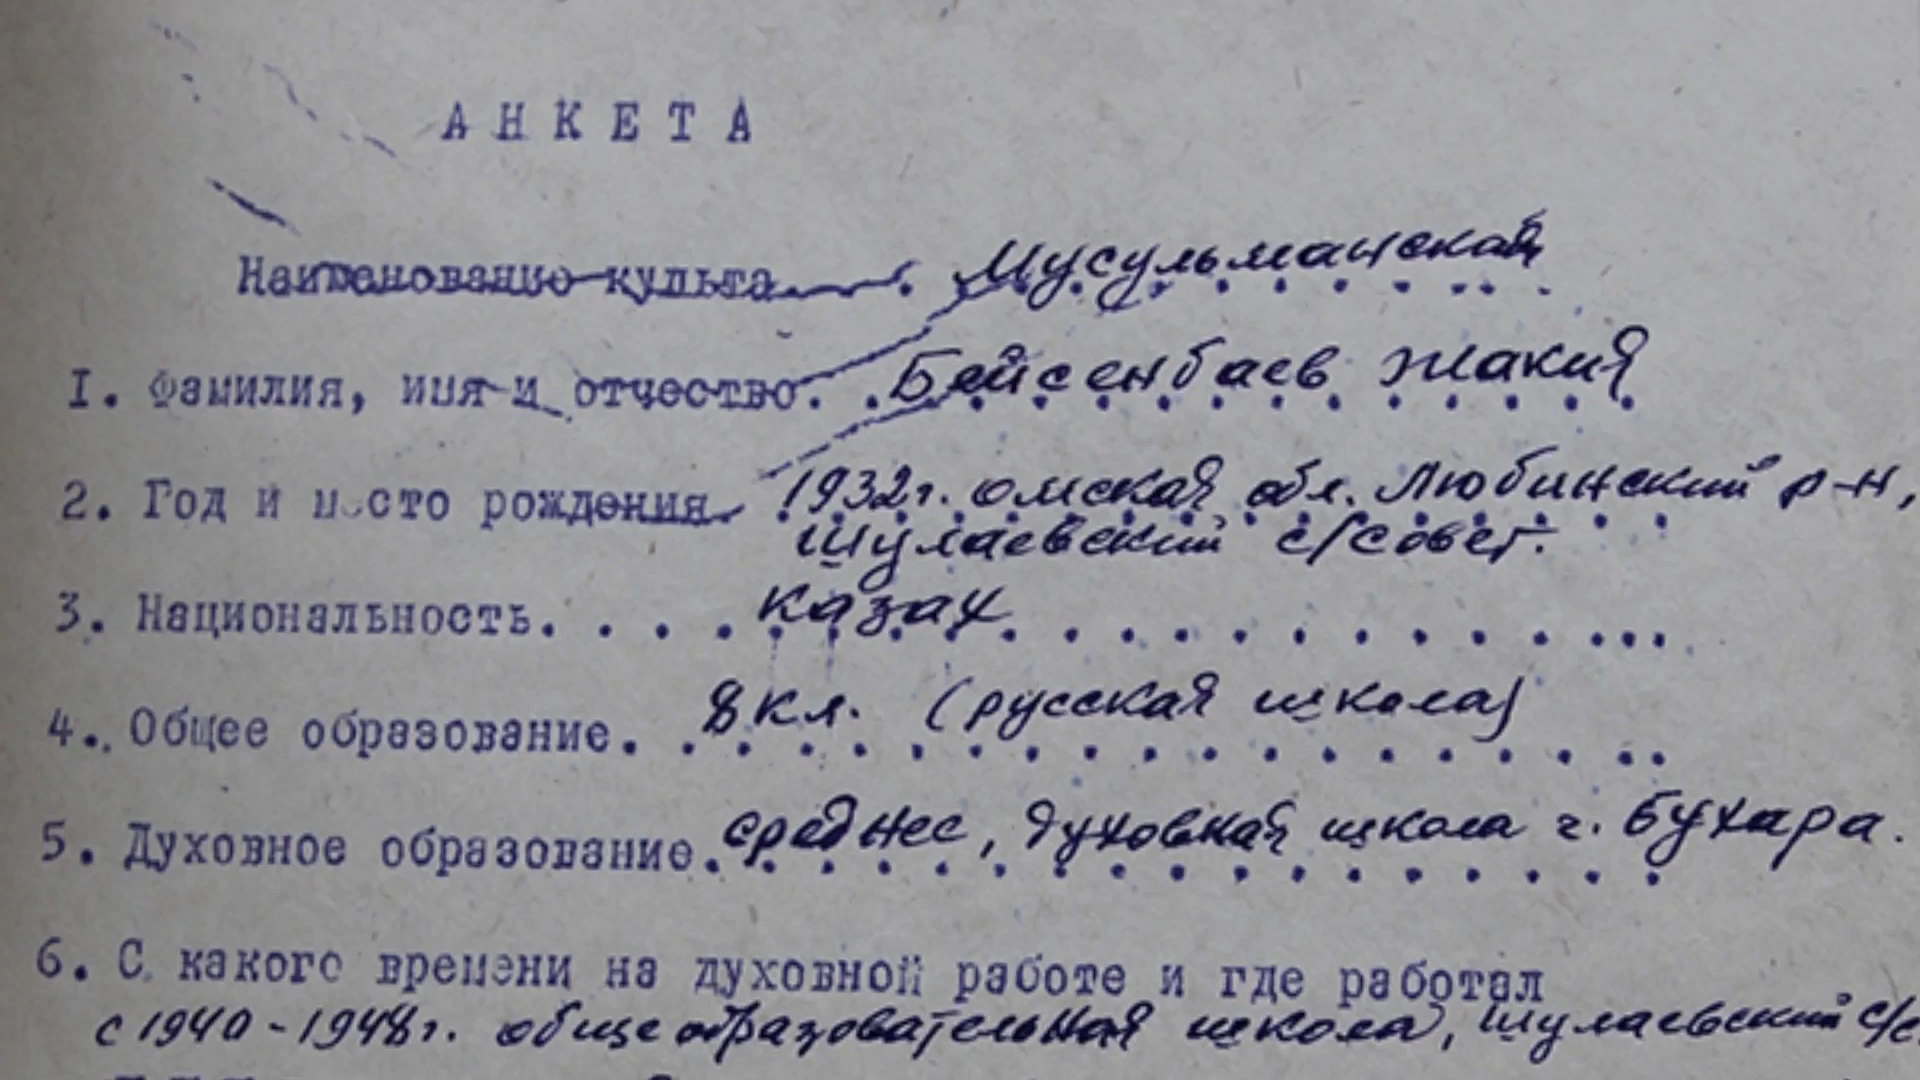 АНКЕТА
Наименование культа. Мусульманская
1. Фамилия, имя и отчество. Бейсенбаев Жакия
2. Год и место рождения. 1932г. омская обл. Любинский р-н,
Шулаевский с/совет.
3. Национальность. казах
4. Общее образование. 8 кл. (русская школа)
5. Духовное образование. среднее, духовная школа г. Бухара.
6. С какого времени на духовной работе и где работал
с 1940-1948г. общеобразовательная школа, Шулаевский с/с.